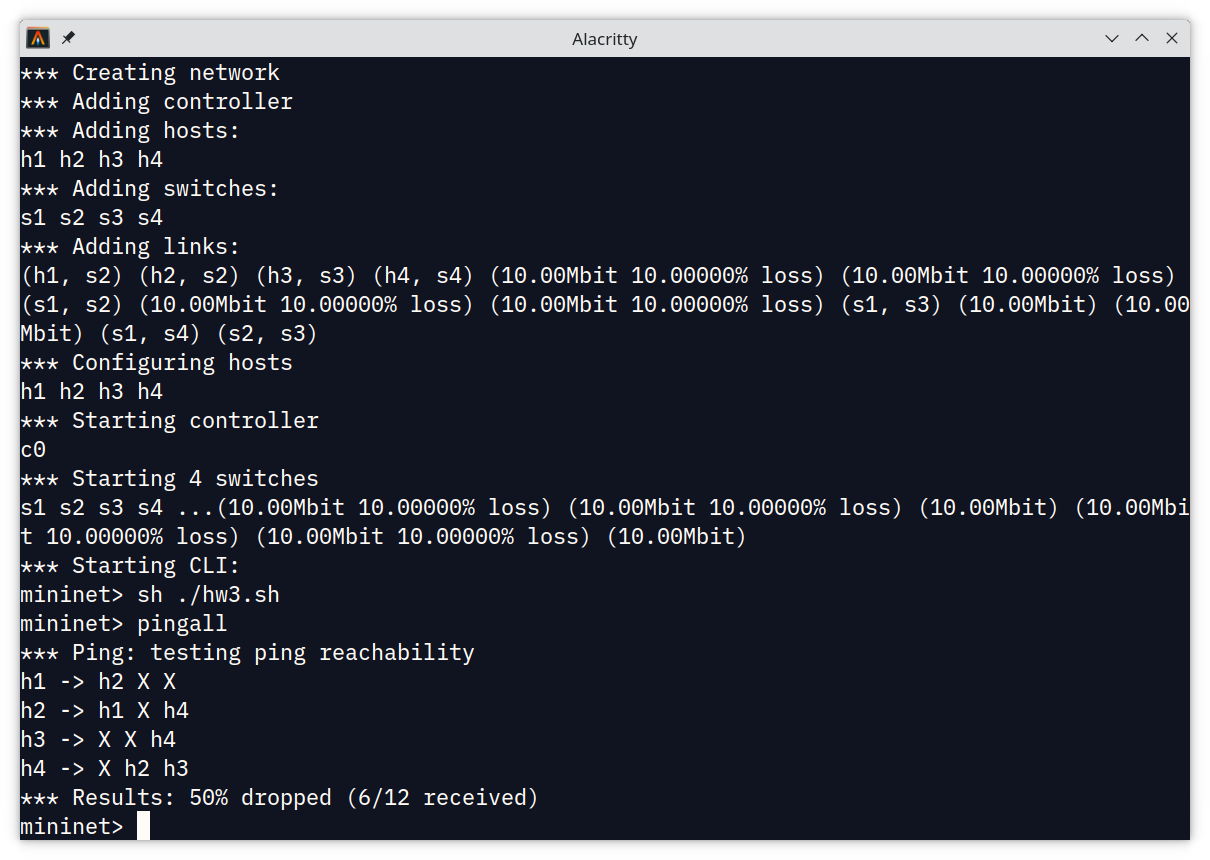 Alacritty
*** Creating network
*** Adding controller
*** Adding hosts:
h1 h2 h3 h4
*** Adding switches:
s1 s2 s3 s4
*** Adding links:
(h1, s2) (h2, s2) (h3, s3) (h4, s4) (10.00Mbit 10.00000% loss) (10.00Mbit 10.00000% loss)
(s1, s2) (10.00Mbit 10.00000% loss) (10.00Mbit 10.00000% loss) (s1, s3) (10.00Mbit) (10.00
Mbit) (s1, s4) (s2, s3)
*** Configuring hosts
h1 h2 h3 h4
*** Starting controller
c0
*** Starting 4 switches
s1 s2 s3 s4 ...(10.00Mbit 10.00000% loss) (10.00Mbit 10.00000% loss) (10.00Mbit) (10.00Mbi
t 10.00000% loss) (10.00Mbit 10.00000% loss) (10.00Mbit)
*** Starting CLI:
mininet> sh ./hw3.sh
mininet> pingall
*** Ping: testing ping reachability
h1 -> h2 X X
h2 -> h1 X h4
h3 -> X X h4
h4 -> X h2 h3
*** Results: 50% dropped (6/12 received)
mininet>